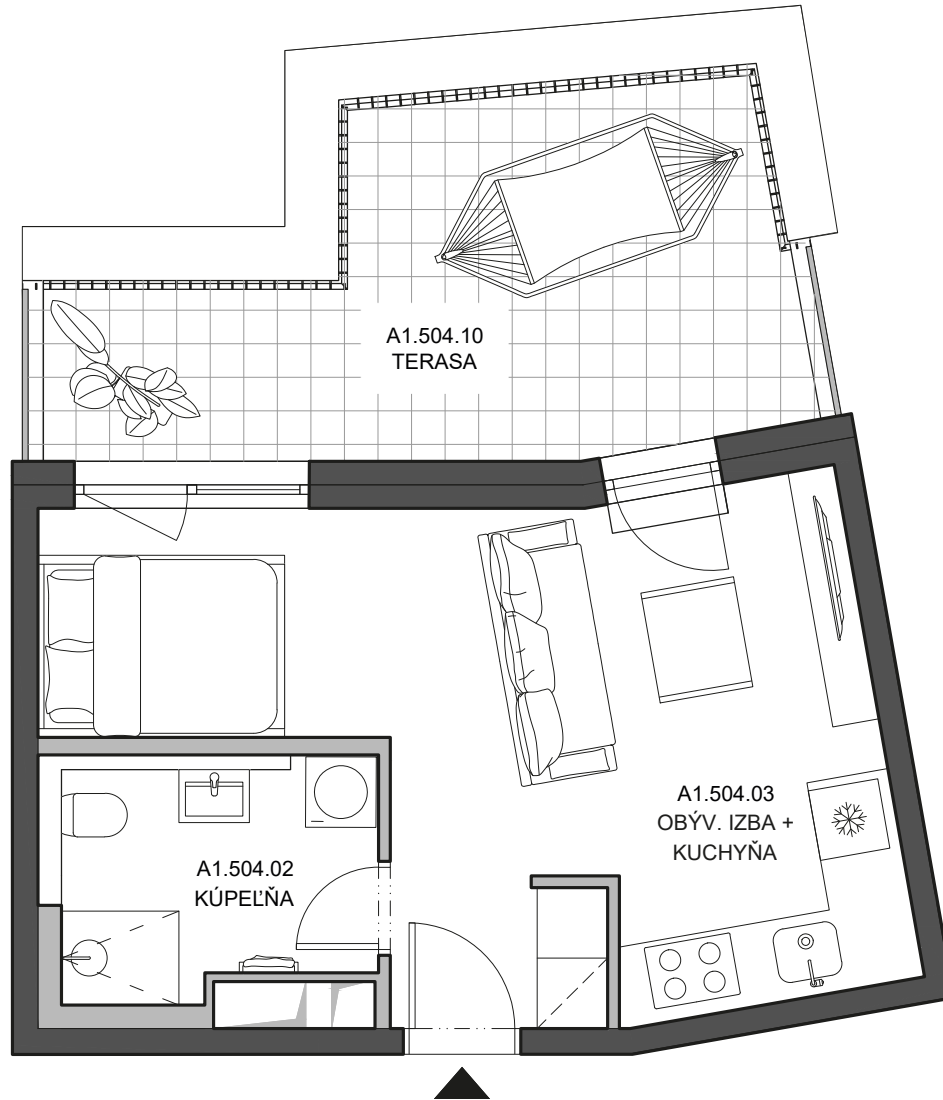 A1.504.10
TERASA
A1.504.03
OBÝV. IZBA +
KUCHYŇA
A1.504.02
KÚPEĽŇA